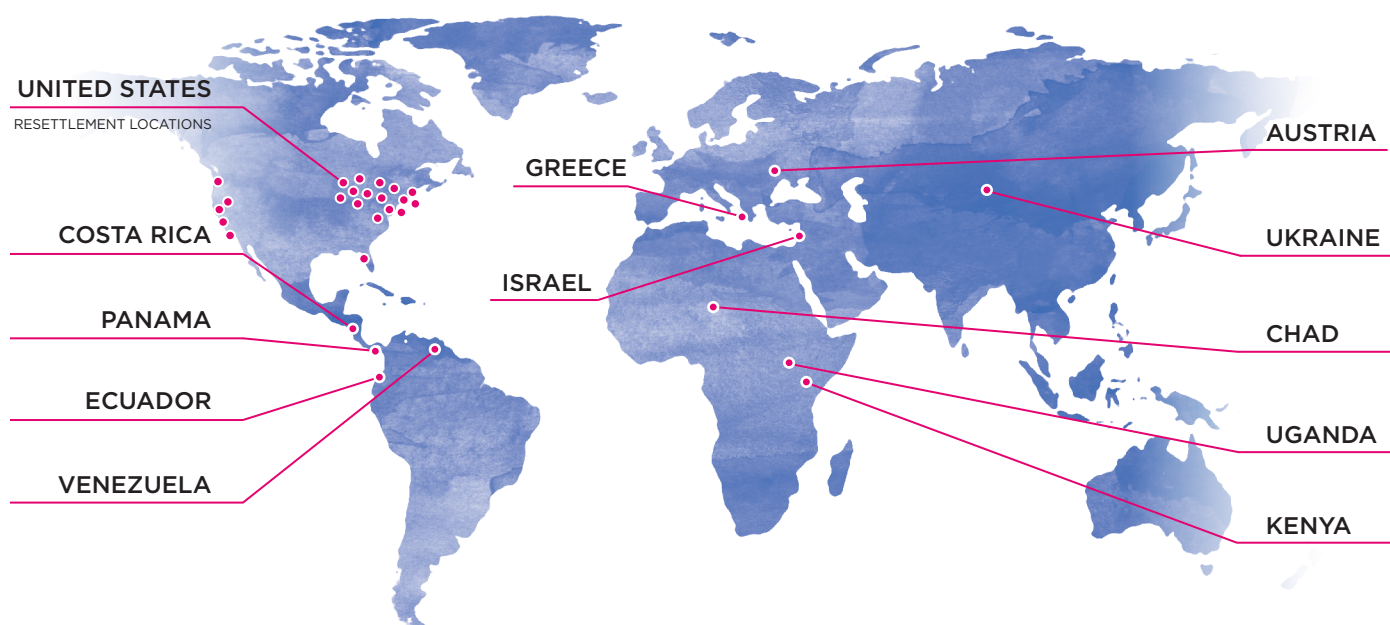 UNITED STATES
RESETTLEMENT LOCATIONS
COSTA RICA
PANAMA
ECUADOR
VENEZUELA
GREECE
ISRAEL
AUSTRIA
UKRAINE
CHAD
UGANDA
KENYA